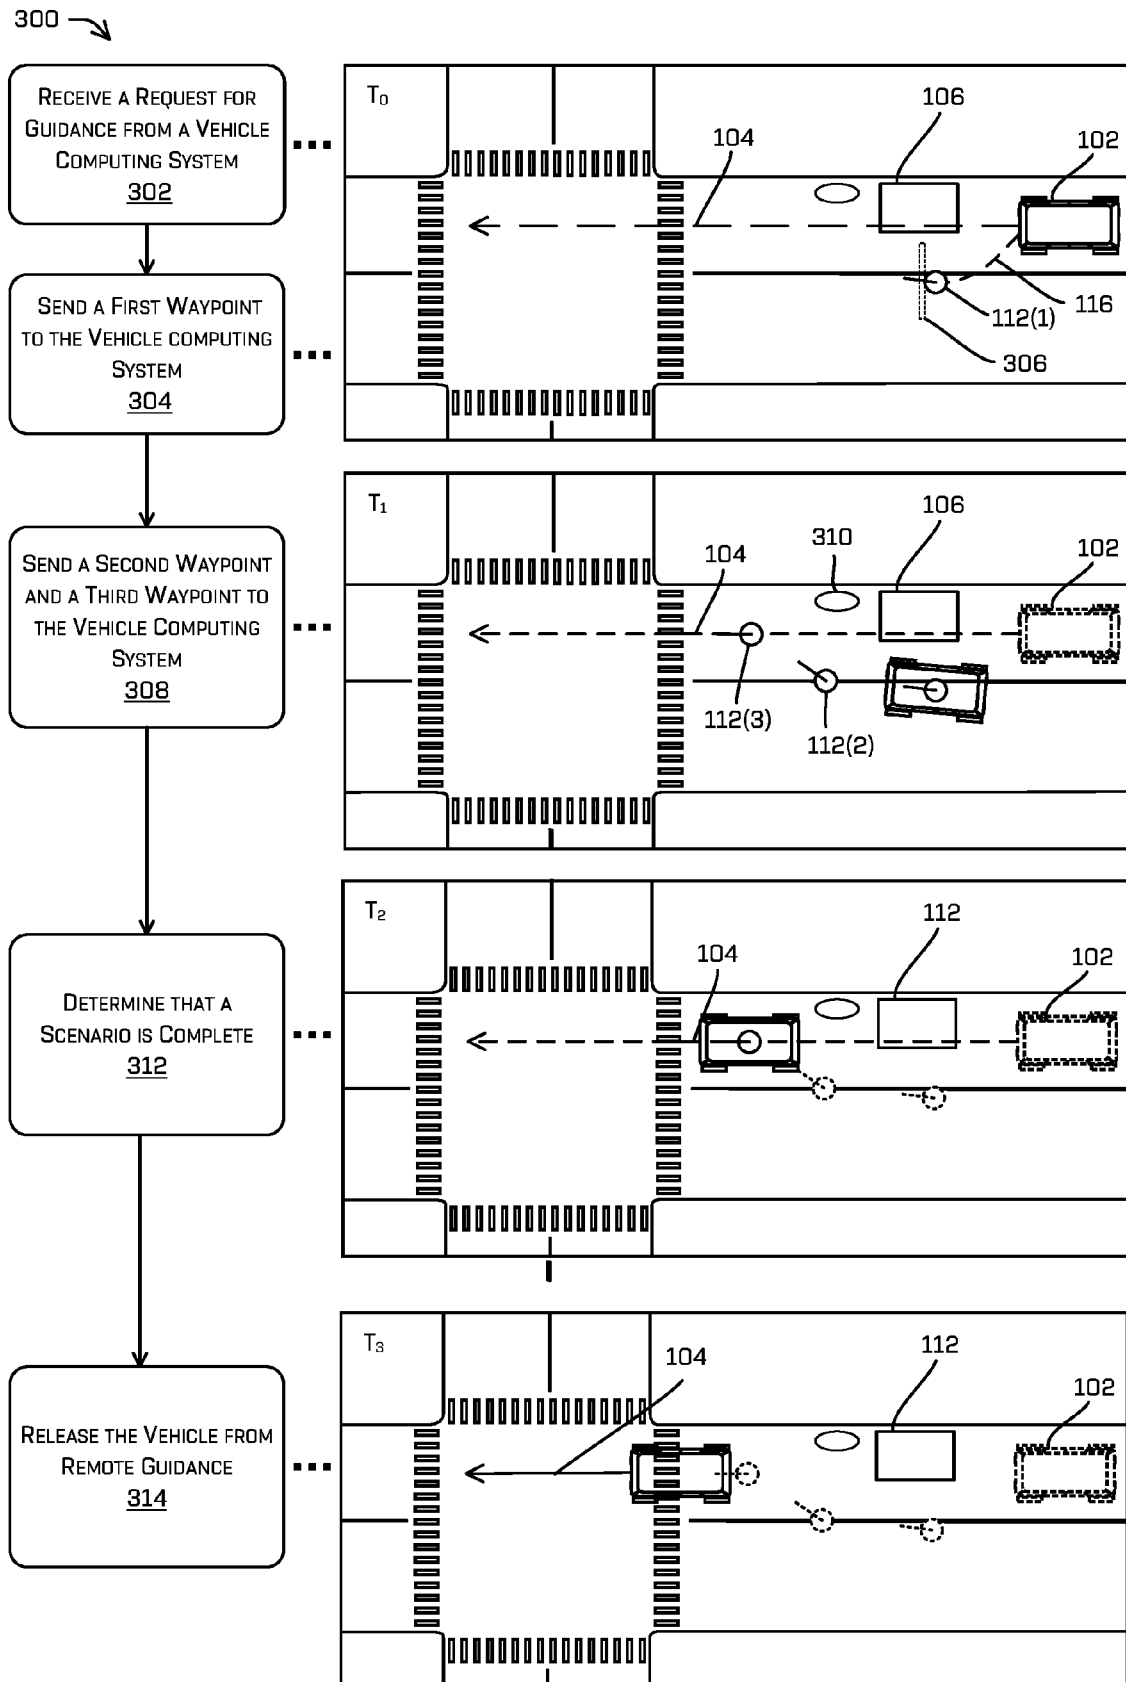 300
RECEIVE A REQUEST FOR
GUIDANCE FROM A VEHICLE
COMPUTING SYSTEM
302
SEND A FIRST WAYPOINT
TO THE VEHICLE COMPUTING
SYSTEM
304
SEND A SECOND WAYPOINT
AND A THIRD WAYPOINT TO
THE VEHICLE COMPUTING
SYSTEM
308
DETERMINE THAT A
SCENARIO IS COMPLETE
312
RELEASE THE VEHICLE FROM
REMOTE GUIDANCE
314
T0
106
104
102
112(1)
116
306
T1
106
310
104
102
112(3)
112(2)
T2
112
104
102
T3
112
104
102